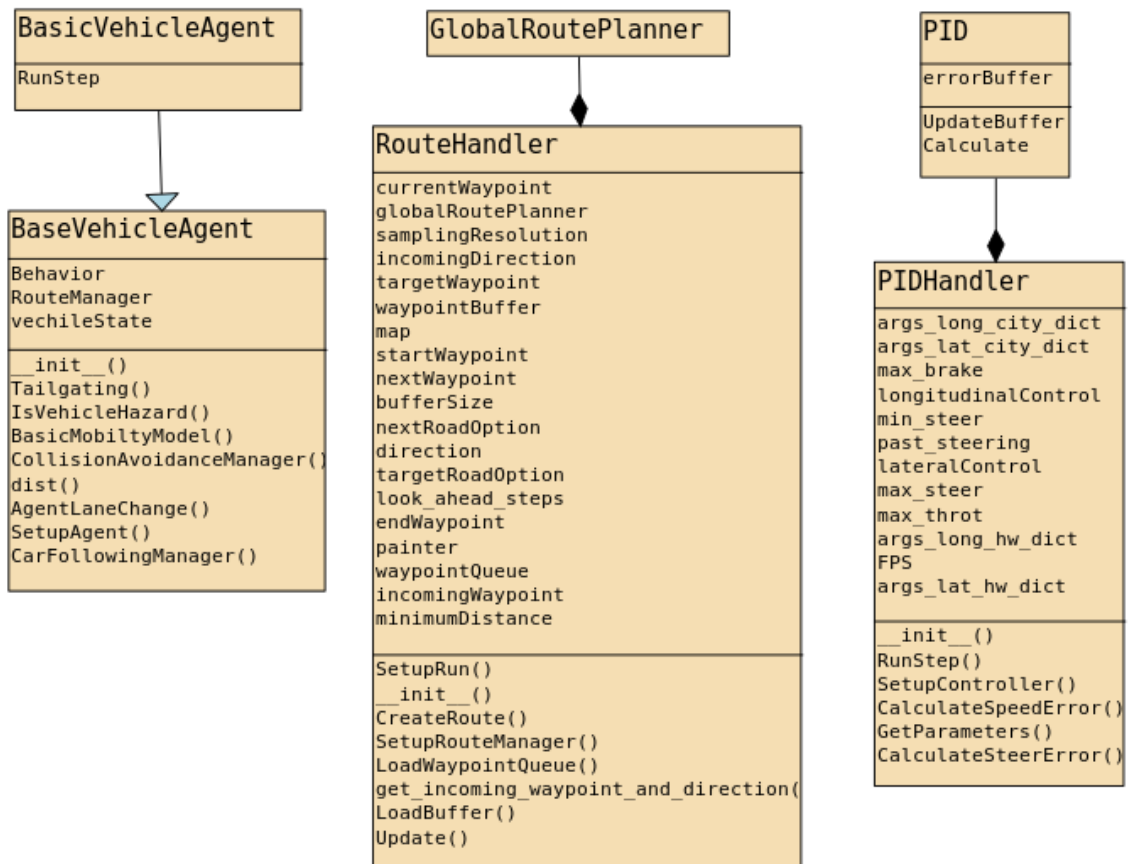 BasicVehicleAgent
RunStep
BaseVehicleAgent
Behavior
RouteManager
vechileState
__init__()
Tailgating()
IsVehicleHazard()
BasicMobiltyModel()
CollisionAvoidanceManager()
dist()
AgentLaneChange()
SetupAgent()
CarFollowingManager()
GlobalRoutePlanner
RouteHandler
currentWaypoint
globalRoutePlanner
samplingResolution
incomingDirection
targetWaypoint
waypointBuffer
map
startWaypoint
nextWaypoint
bufferSize
nextRoadOption
direction
targetRoadOption
look_ahead_steps
endWaypoint
painter
waypointQueue
incomingWaypoint
minimumDistance
SetupRun()
__init__()
CreateRoute()
SetupRouteManager()
LoadWaypointQueue()
get_incoming_waypoint_and_direction(
LoadBuffer()
Update()
PID
errorBuffer
UpdateBuffer
Calculate
PIDHandler
args_long_city_dict
args_lat_city_dict
max_brake
longitudinalControl
min_steer
past_steering
lateralControl
max_steer
max_throt
args_long_hw_dict
FPS
args_lat_hw_dict
__init__()
RunStep()
SetupController()
CalculateSpeedError()
GetParameters()
CalculateSteerError()